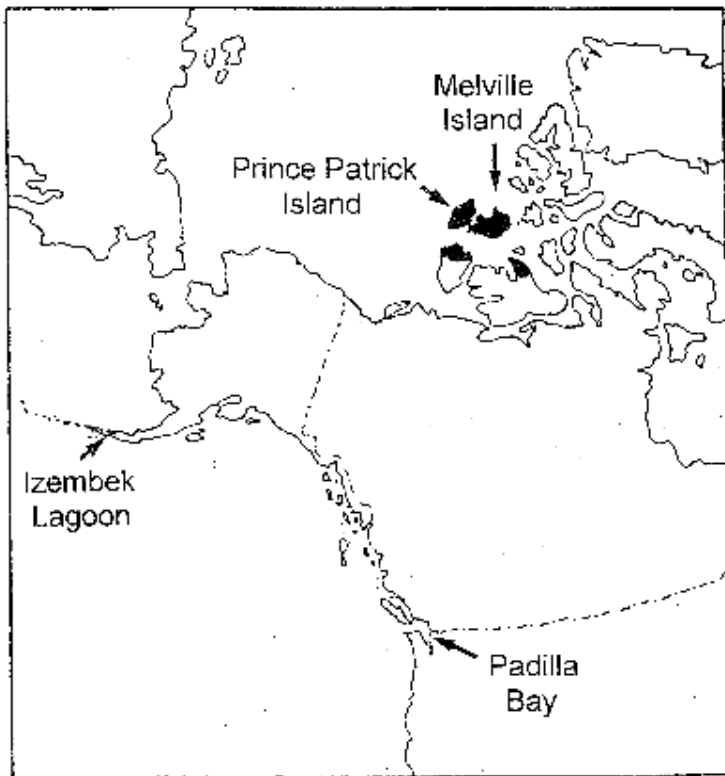 Melville
Island
Prince Patrick
Island
Izembek
Lagoon
Padilla
Bay